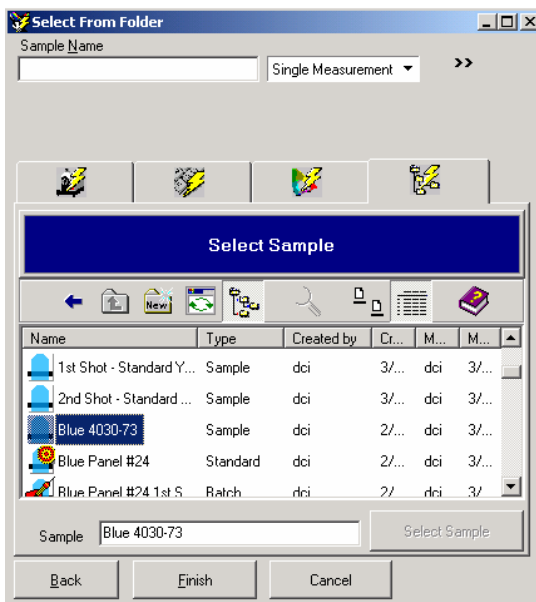 Select From Folder
Sample Name
Single Measurement >>
Select Sample
New
Name Type Created by Cr... M... M...
1st Shot - Standard Y... Sample dci 3/... dci 3/...
2nd Shot - Standard ... Sample dci 3/... dci 3/...
Blue 4030-73 Sample dci 2/... dci 3/...
Blue Panel #24 Standard dci 2/... dci 3/...
Blue Panel #24 1st S Batch dci 2/ dci 3/
Sample Blue 4030-73 Select Sample
Back Finish Cancel